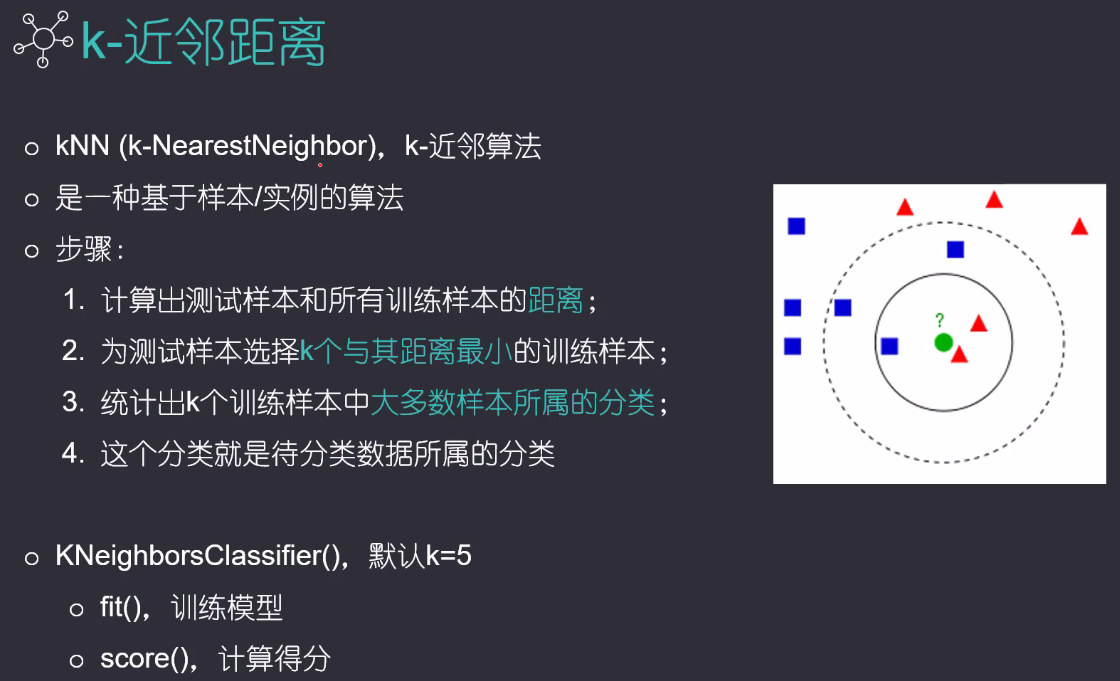 k-近邻距离
kNN (k-NearestNeighbor)，k-近邻算法
是一种基于样本/实例的算法
步骤：
1. 计算出测试样本和所有训练样本的距离；
2. 为测试样本选择k个与其距离最小的训练样本；
3. 统计出k个训练样本中大多数样本所属的分类；
4. 这个分类就是待分类数据所属的分类
?
KNeighborsClassifier()，默认k=5
fit()，训练模型
score()，计算得分